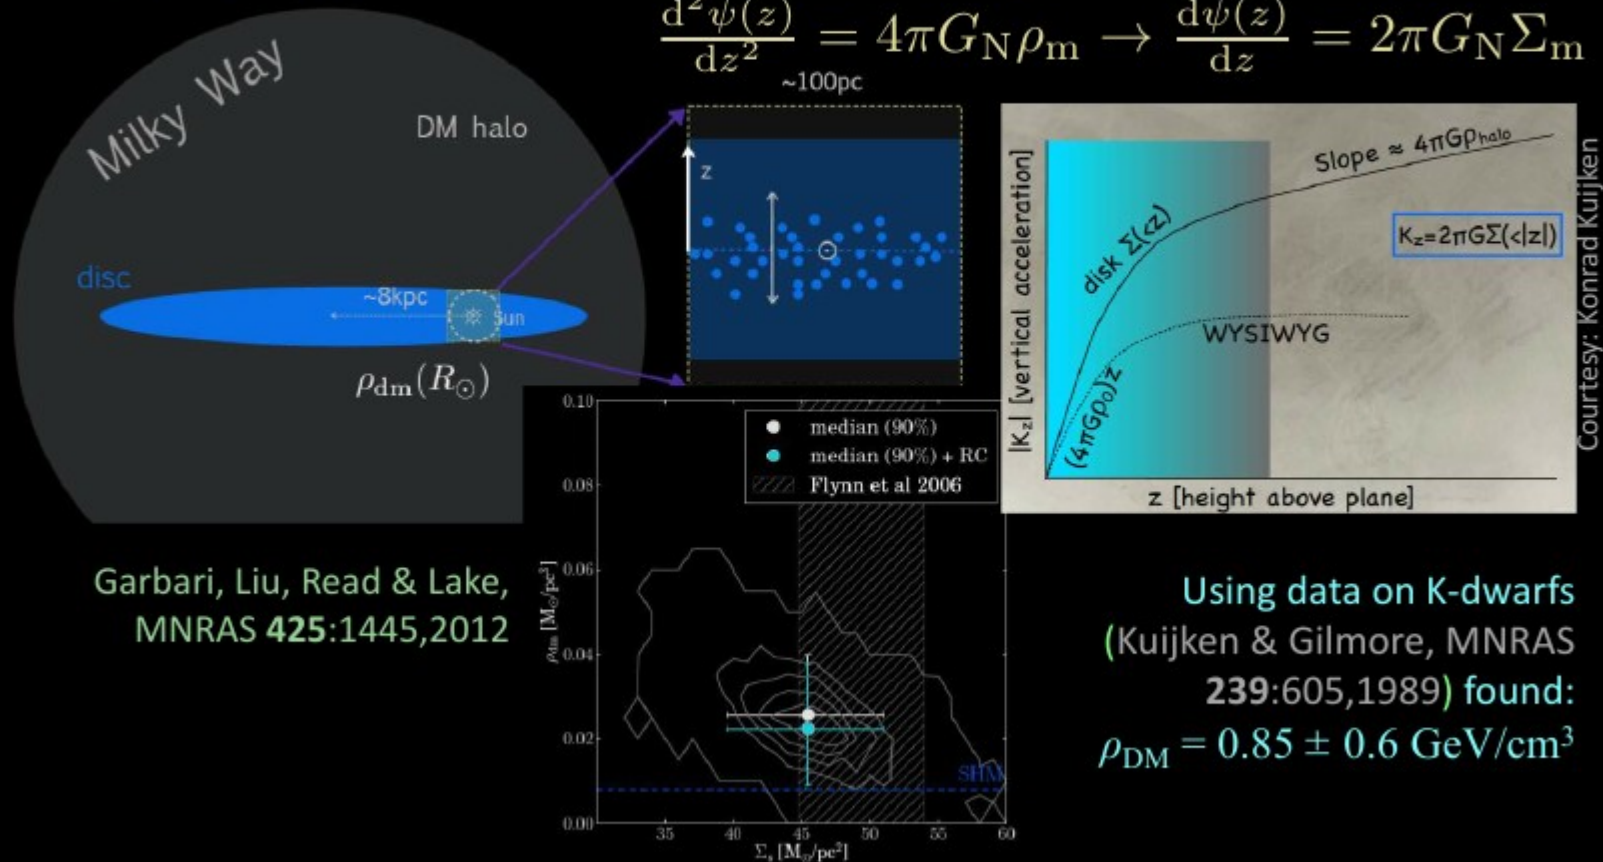 d²ψ(z)/dz² = 4πG_Nρ_m → dψ(z)/dz = 2πG_NΣ_m
Milky Way
DM halo
disc
~8kpc
Sun
ρ_dm(R_⊙)
~100pc
z
|K_z| [vertical acceleration]
Slope ≈ 4πGρ_halo
K_z=2πGΣ(<|z|)
disk Σ(<z)
WYSIWYG
(4πGρ₀)z
z [height above plane]
Courtesy: Konrad Kuijken
median (90%)
median (90%) + RC
Flynn et al 2006
0.10
0.08
0.06
0.04
0.02
0.00
ρ_dm [M_⊙/pc³]
SHM
35 40 45 50 55 60
Σ_s [M_⊙/pc²]
Garbari, Liu, Read & Lake,
MNRAS 425:1445,2012
Using data on K-dwarfs
(Kuijken & Gilmore, MNRAS
239:605,1989) found:
ρ_DM = 0.85 ± 0.6 GeV/cm³